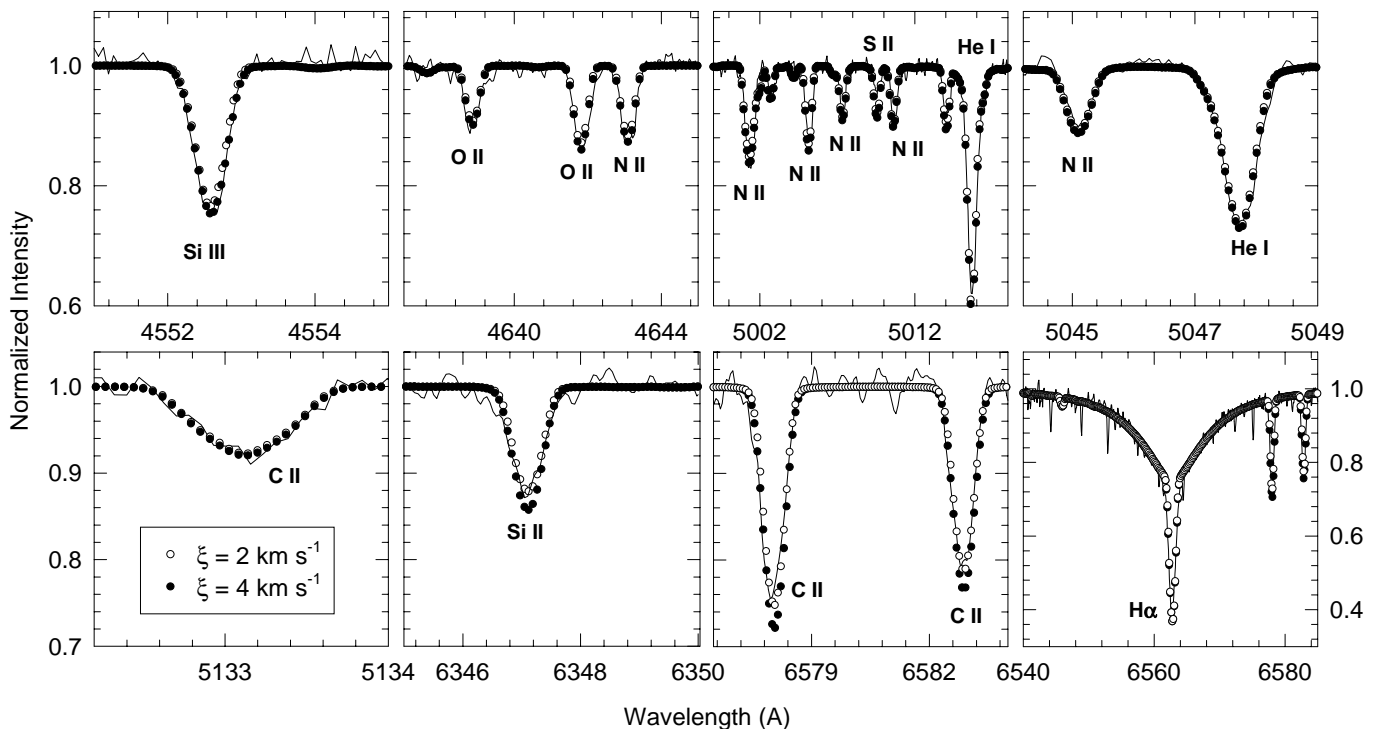 Normalized Intensity
1.0
0.8
0.6
Si III
4552
4554
O II
O II
N II
4640
4644
N II
N II
N II
S II
N II
He I
5002
5012
N II
He I
5045
5047
5049
1.0
0.9
0.8
0.7
C II
ξ = 2 km s-1
ξ = 4 km s-1
5133
5134
Si II
6346
6348
6350
C II
C II
6579
6582
1.0
0.8
0.6
0.4
Hα
6540
6560
6580
Wavelength (A)